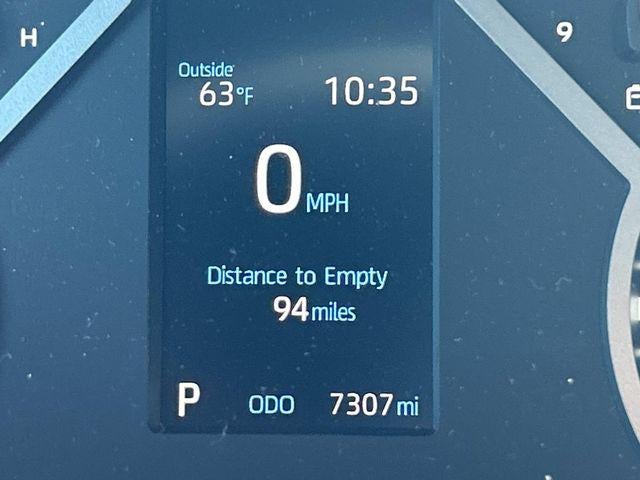 H
9
Outside
63°F
10:35
0 MPH
Distance to Empty
94 miles
P
ODO 7307 mi